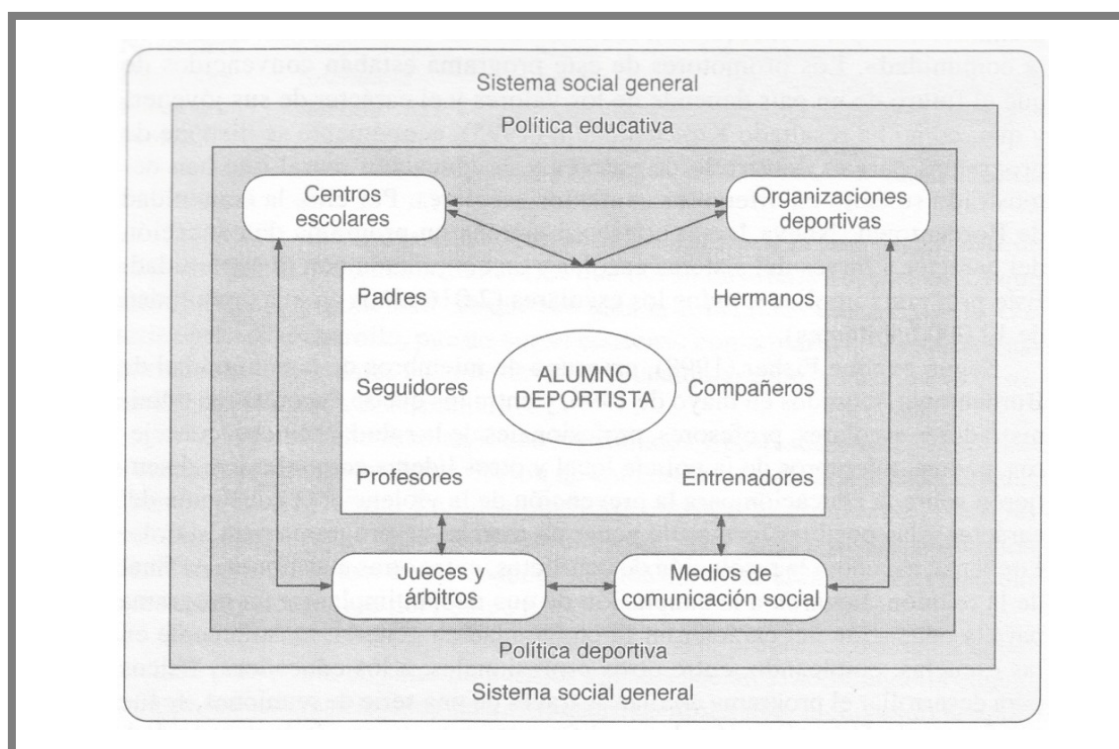 Sistema social general
Política educativa
Centros
escolares
Organizaciones
deportivas
Padres
Hermanos
ALUMNO
DEPORTISTA
Seguidores
Compañeros
Profesores
Entrenadores
Jueces y
árbitros
Medios de
comunicación social
Política deportiva
Sistema social general